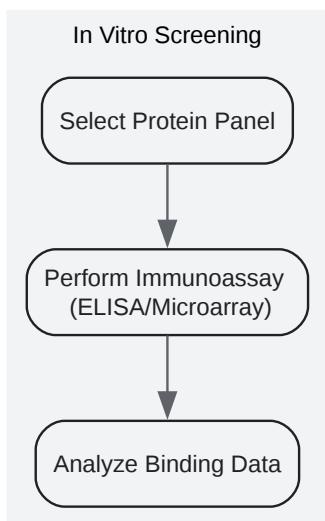 In Vitro Screening
Select Protein Panel
Perform Immunoassay
(ELISA/Microarray)
Analyze Binding Data